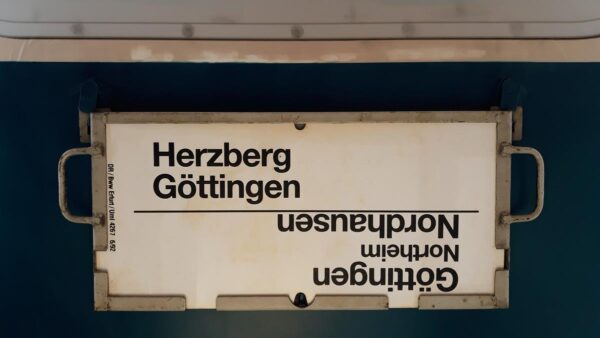 Herzberg
Göttingen
Göttingen
Northeim
Nordhausen